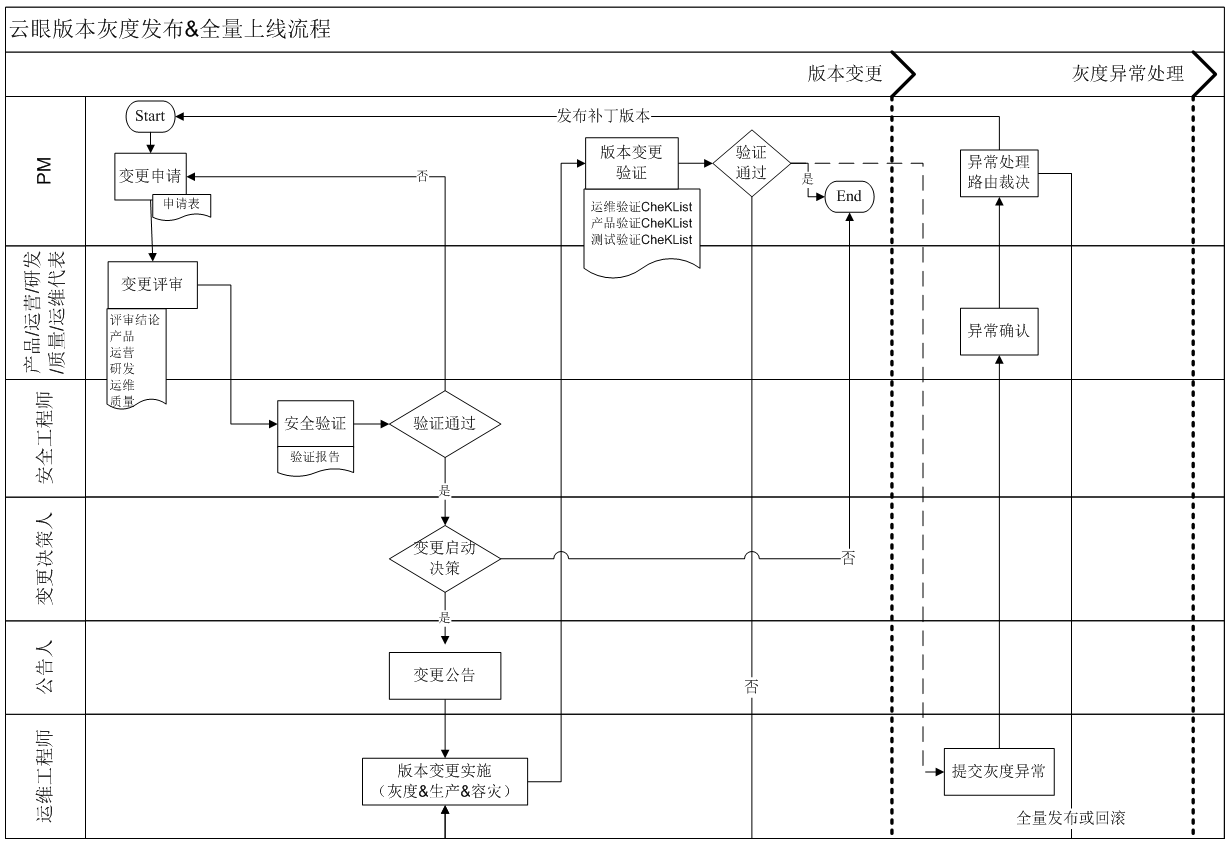 云眼版本灰度发布&全量上线流程
版本变更
灰度异常处理
PM
Start
发布补丁版本
变更申请
申请表
否
版本变更
验证
运维验证CheKList
产品验证CheKList
测试验证CheKList
验证
通过
是
End
异常处理
路由裁决
产品/运营/研发
/质量/运维代表
变更评审
评审结论
产品
运营
研发
运维
质量
异常确认
安全工程师
安全验证
验证报告
验证通过
是
变更决策人
变更启动
决策
否
是
公告人
变更公告
否
运维工程师
版本变更实施
（灰度&生产&容灾）
提交灰度异常
全量发布或回滚